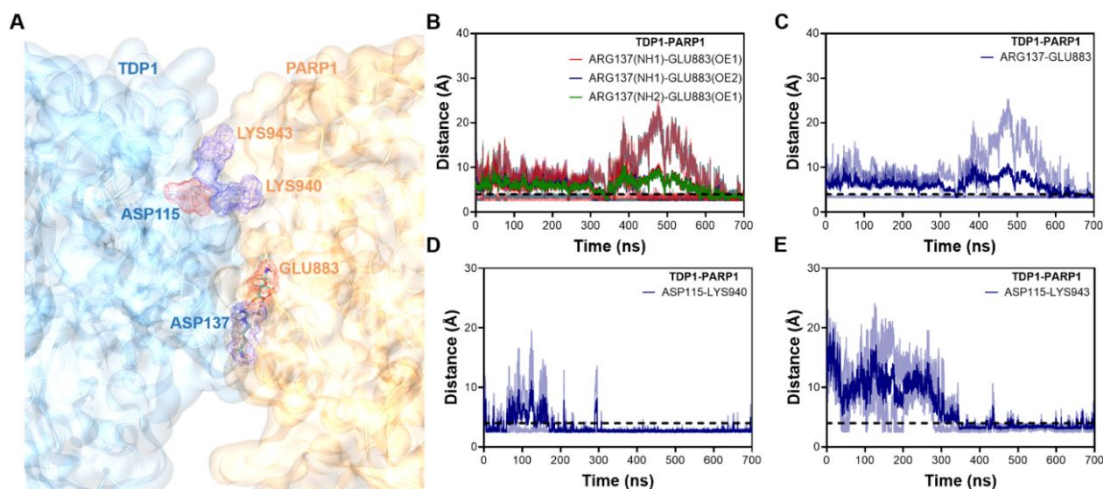 A
TDP1
PARP1
LYS943
LYS940
ASP115
GLU883
ASP137
B
TDP1-PARP1
ARG137(NH1)-GLU883(OE1)
ARG137(NH1)-GLU883(OE2)
ARG137(NH2)-GLU883(OE1)
Distance (Å)
40
30
20
10
0
0 100 200 300 400 500 600 700
Time (ns)
C
TDP1-PARP1
ARG137-GLU883
Distance (Å)
40
30
20
10
0
0 100 200 300 400 500 600 700
Time (ns)
D
TDP1-PARP1
ASP115-LYS940
Distance (Å)
30
20
10
0
0 100 200 300 400 500 600 700
Time (ns)
E
TDP1-PARP1
ASP115-LYS943
Distance (Å)
30
20
10
0
0 100 200 300 400 500 600 700
Time (ns)